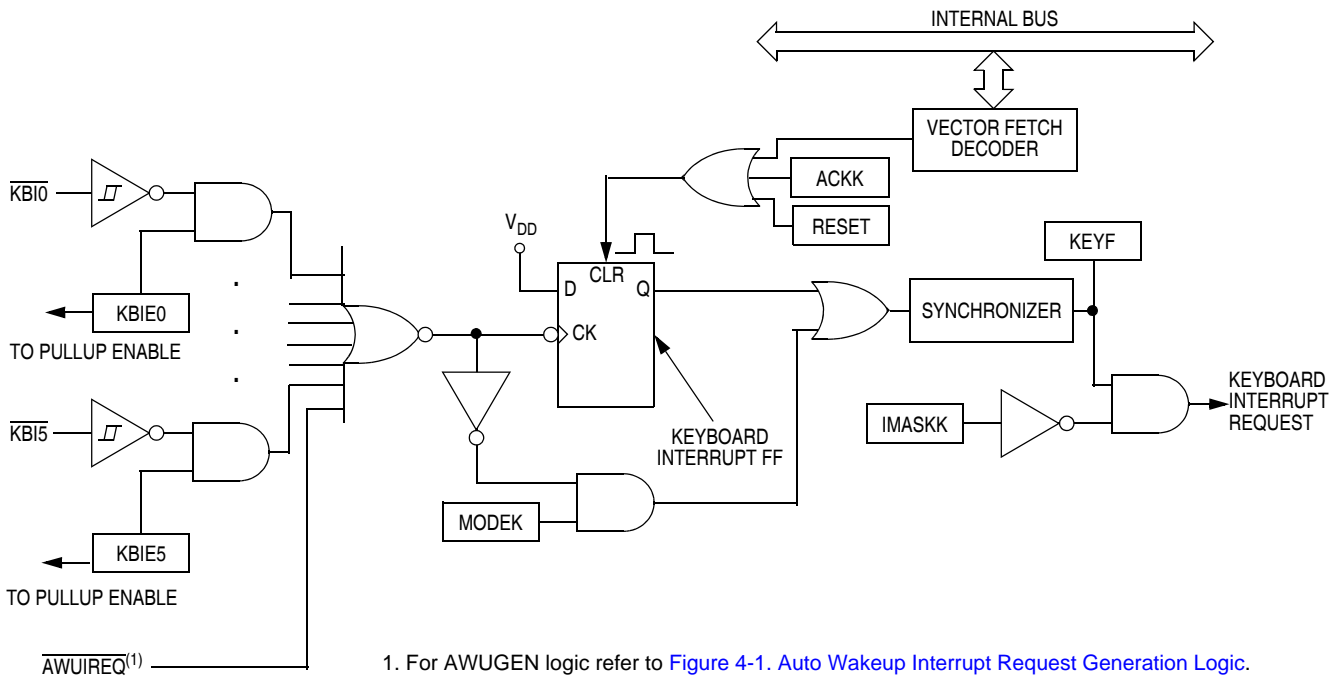 INTERNAL BUS
VECTOR FETCH
DECODER
ACKK
RESET
KBI0
VDD
KEYF
CLR
D
Q
CK
SYNCHRONIZER
KBIE0
TO PULLUP ENABLE
.
.
.
KBI5
KEYBOARD
INTERRUPT FF
IMASKK
KEYBOARD
INTERRUPT
REQUEST
MODEK
KBIE5
TO PULLUP ENABLE
AWUIREQ(1)
1. For AWUGEN logic refer to Figure 4-1. Auto Wakeup Interrupt Request Generation Logic.